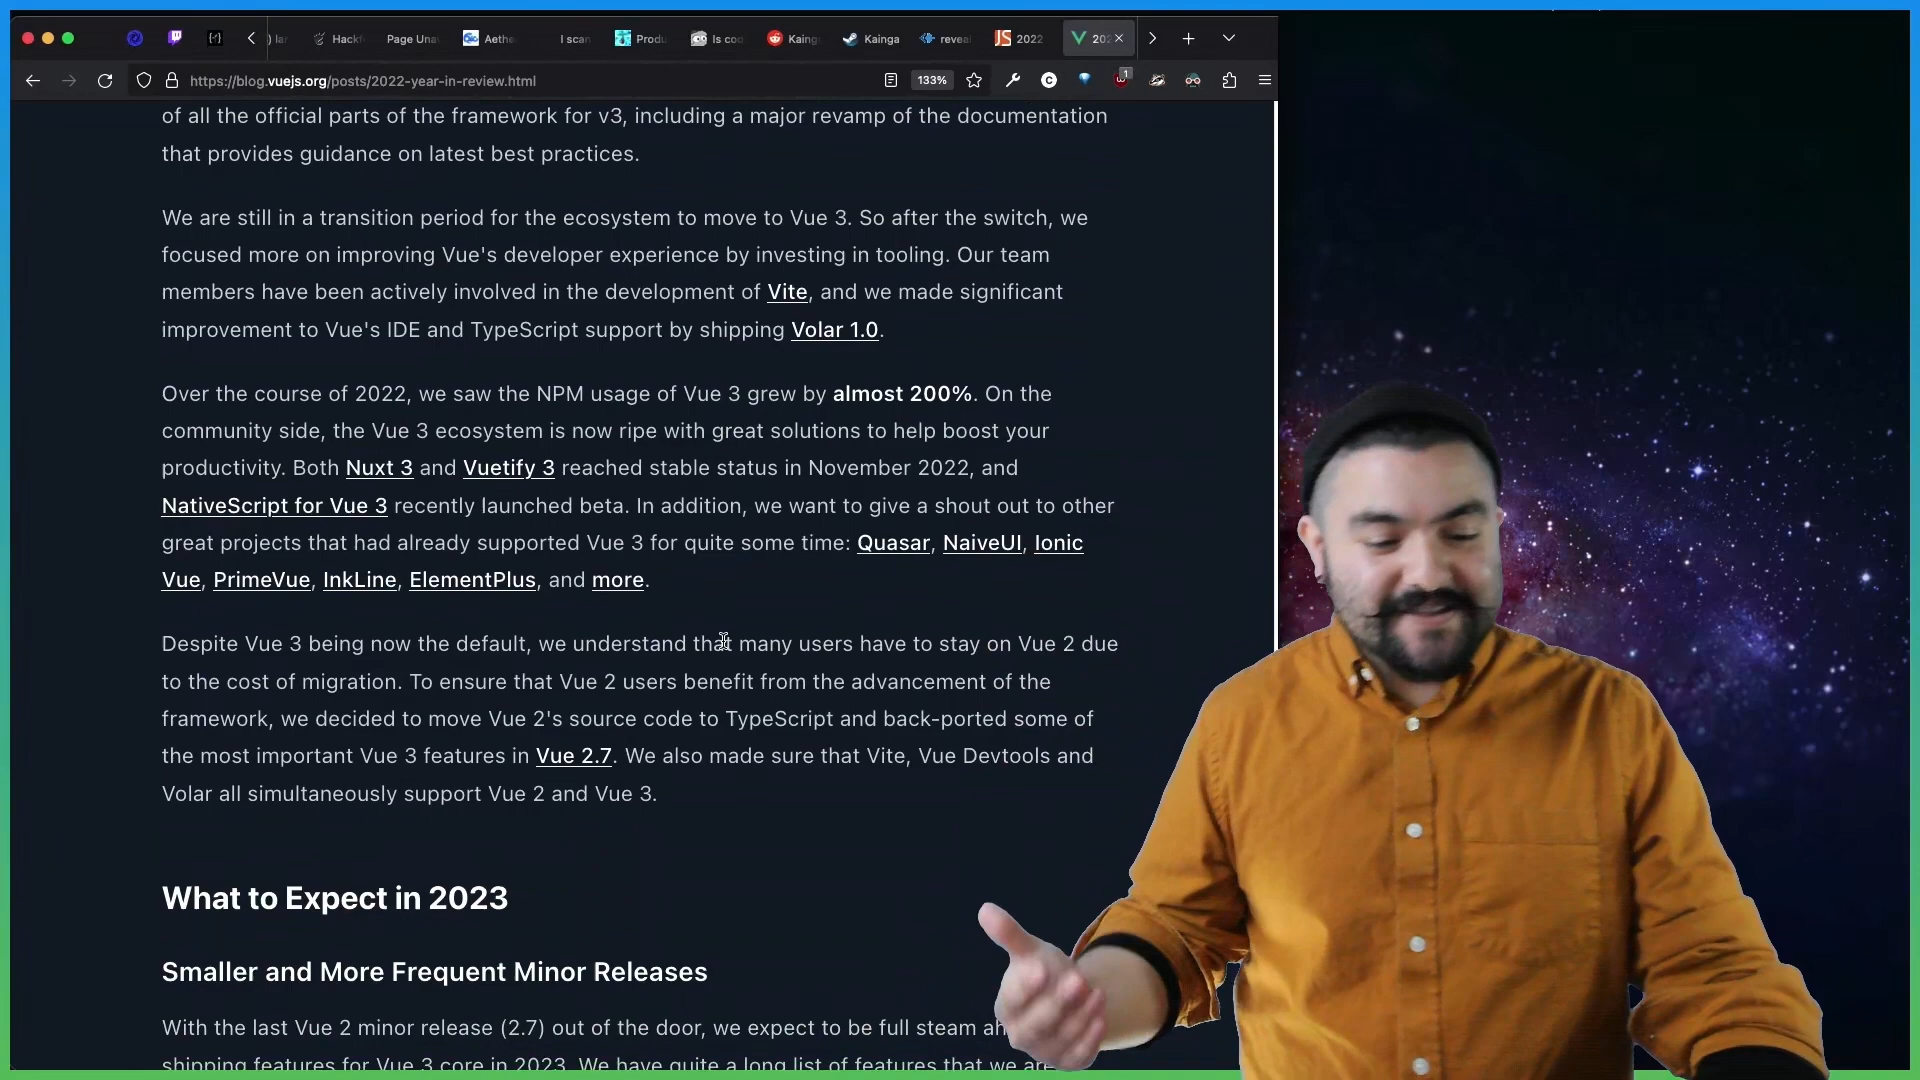 Hackf
Page Una
Aethe
I scan
Produ
Is cod
Kaing
Kainga
revea
2022
202
https://blog.vuejs.org/posts/2022-year-in-review.html
133%
1
of all the official parts of the framework for v3, including a major revamp of the documentation
that provides guidance on latest best practices.
We are still in a transition period for the ecosystem to move to Vue 3. So after the switch, we
focused more on improving Vue's developer experience by investing in tooling. Our team
members have been actively involved in the development of Vite, and we made significant
improvement to Vue's IDE and TypeScript support by shipping Volar 1.0.
Over the course of 2022, we saw the NPM usage of Vue 3 grew by almost 200%. On the
community side, the Vue 3 ecosystem is now ripe with great solutions to help boost your
productivity. Both Nuxt 3 and Vuetify 3 reached stable status in November 2022, and
NativeScript for Vue 3 recently launched beta. In addition, we want to give a shout out to other
great projects that had already supported Vue 3 for quite some time: Quasar, NaiveUI, Ionic
Vue, PrimeVue, InkLine, ElementPlus, and more.
Despite Vue 3 being now the default, we understand that many users have to stay on Vue 2 due
to the cost of migration. To ensure that Vue 2 users benefit from the advancement of the
framework, we decided to move Vue 2's source code to TypeScript and back-ported some of
the most important Vue 3 features in Vue 2.7. We also made sure that Vite, Vue Devtools and
Volar all simultaneously support Vue 2 and Vue 3.
What to Expect in 2023
Smaller and More Frequent Minor Releases
With the last Vue 2 minor release (2.7) out of the door, we expect to be full steam
shipping features for Vue 3 core in 2023. We have quite a long list of features that we are